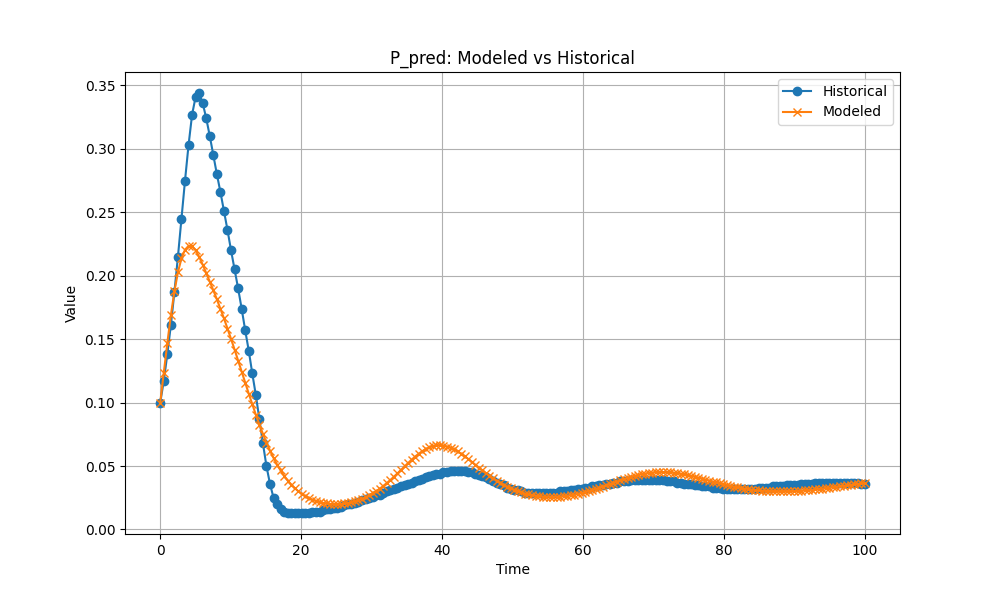 P_pred: Modeled vs Historical
Historical
Modeled
Value
0.35
0.30
0.25
0.20
0.15
0.10
0.05
0.00
0 20 40 60 80 100
Time